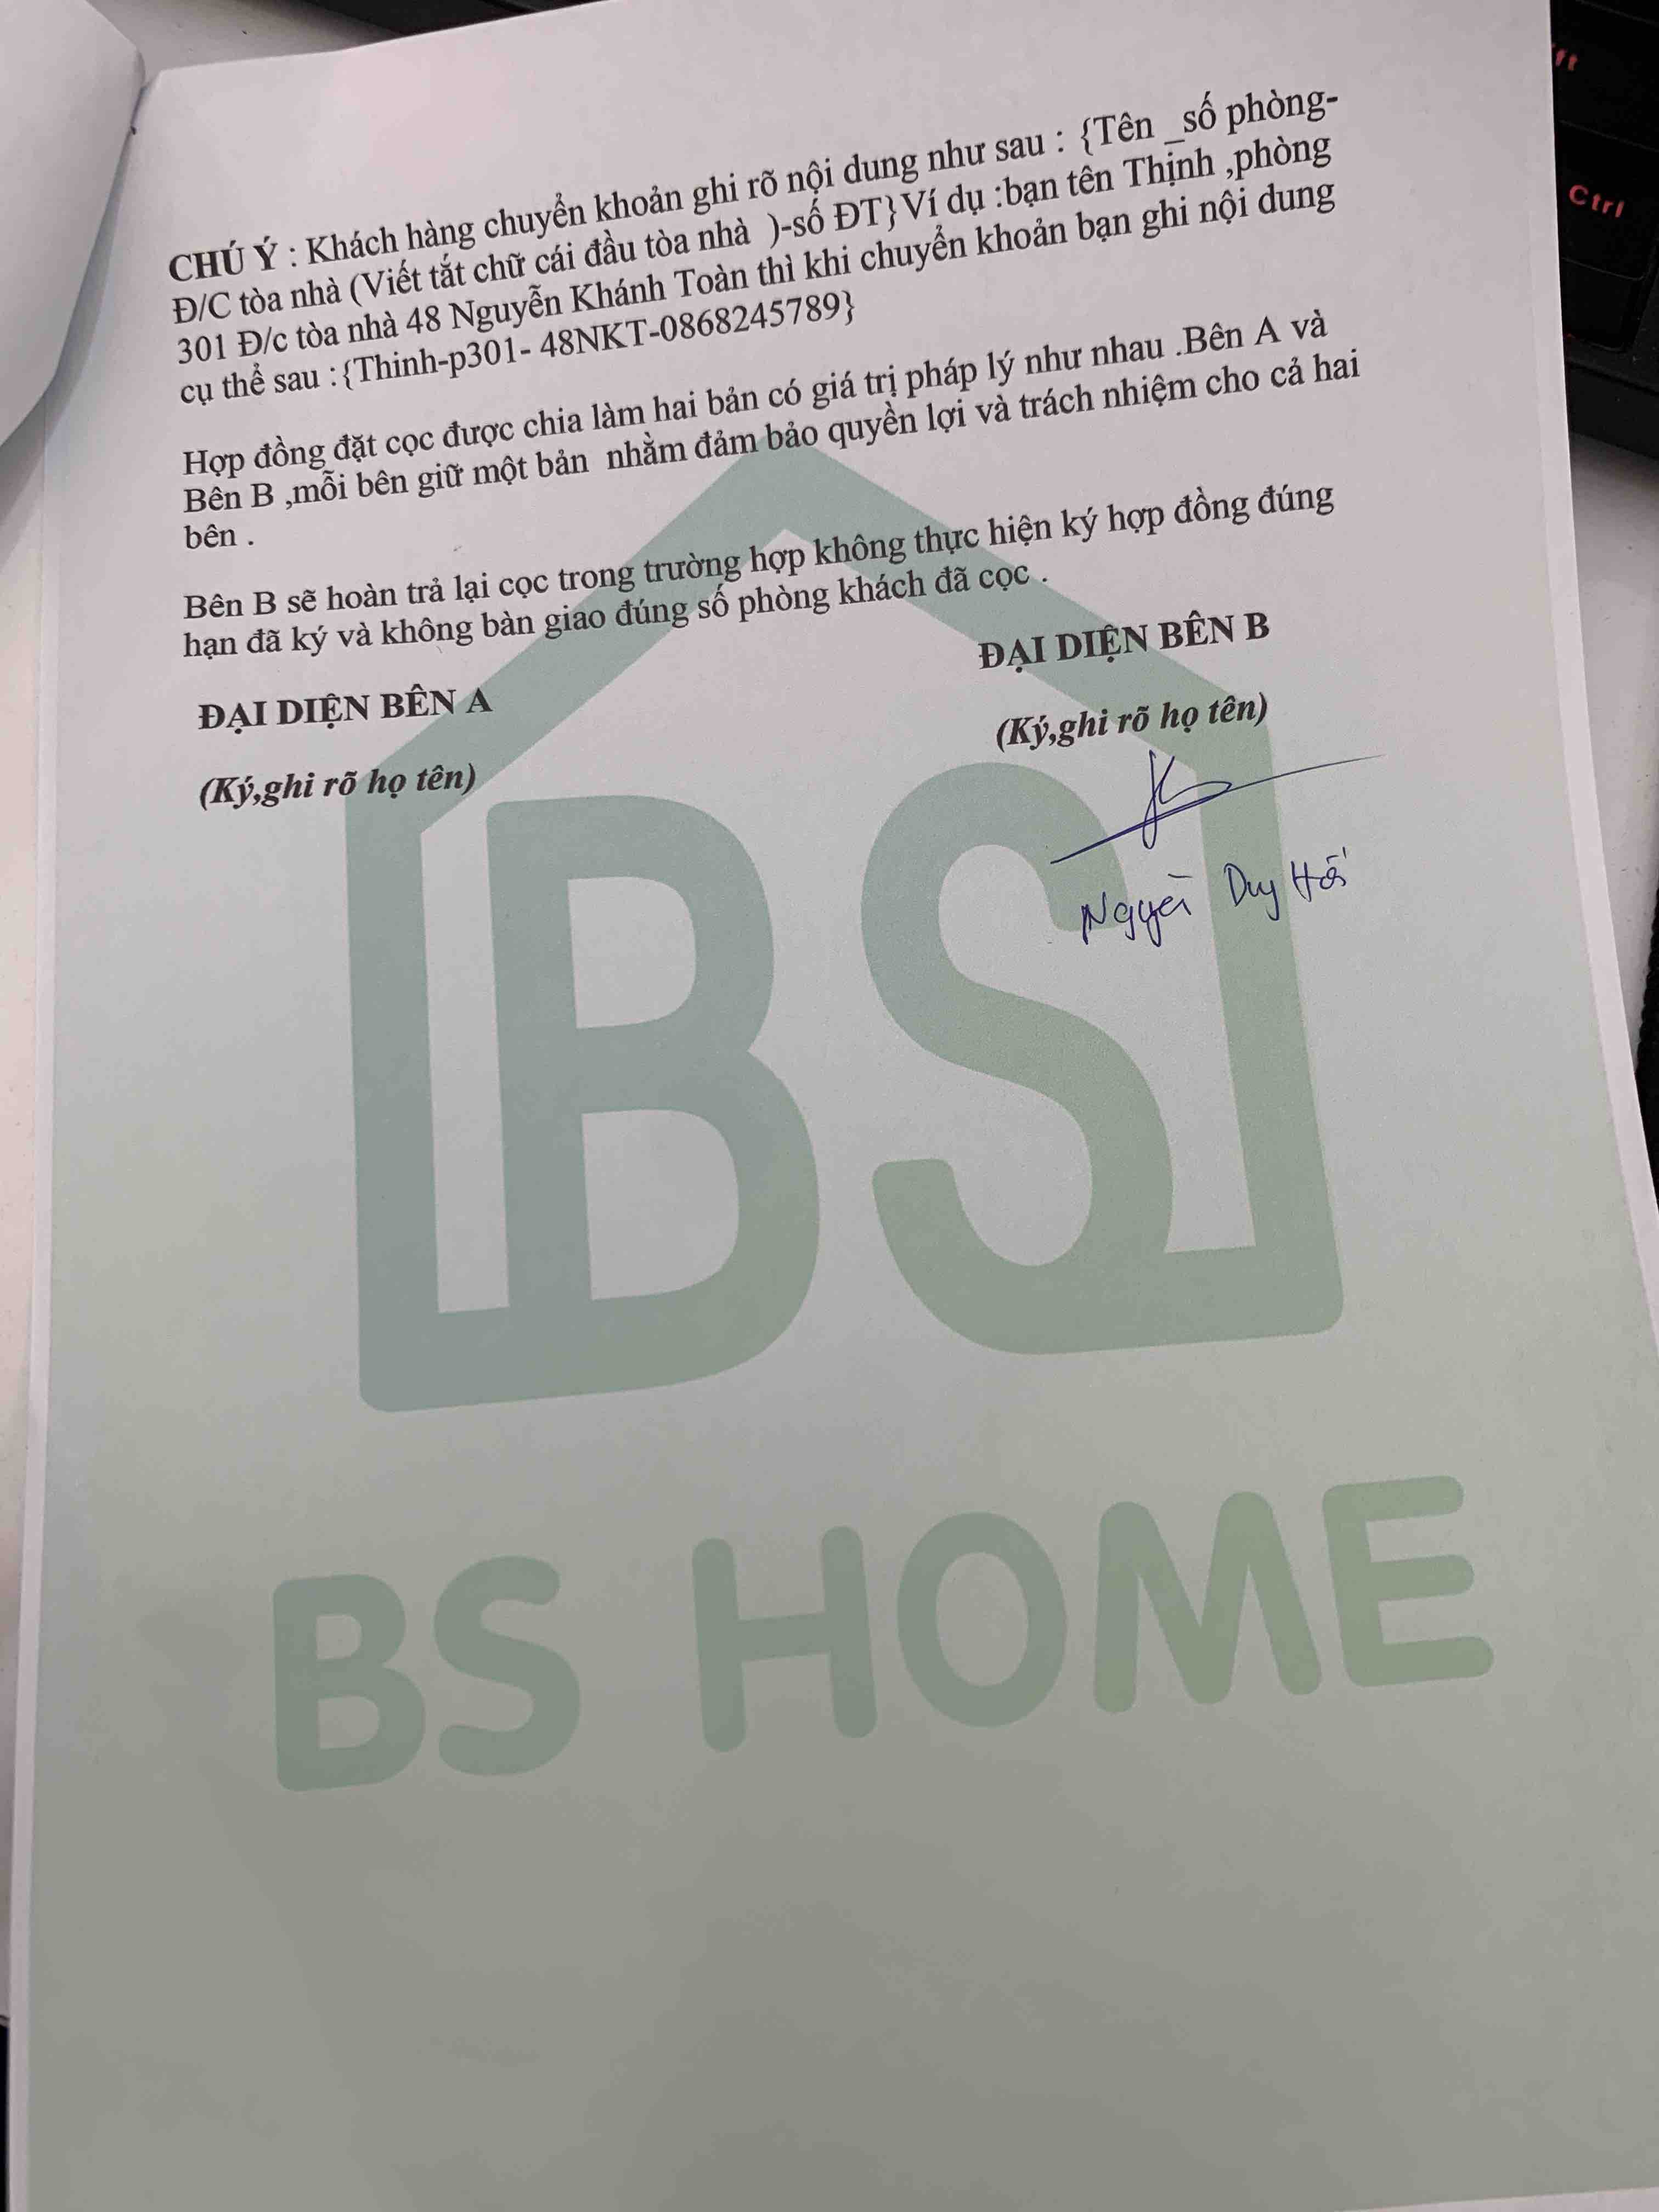 CHÚ Ý : Khách hàng chuyển khoản ghi rõ nội dung như sau : {Tên _số phòng-
Đ/C tòa nhà (Viết tắt chữ cái đầu tòa nhà )-số ĐT}Ví dụ :bạn tên Thịnh ,phòng
301 Đ/c tòa nhà 48 Nguyễn Khánh Toàn thì khi chuyển khoản bạn ghi nội dung
cụ thể sau :{Thinh-p301- 48NKT-0868245789}
Hợp đồng đặt cọc được chia làm hai bản có giá trị pháp lý như nhau .Bên A và
Bên B ,mỗi bên giữ một bản nhằm đảm bảo quyền lợi và trách nhiệm cho cả hai
bên .
Bên B sẽ hoàn trả lại cọc trong trường hợp không thực hiện ký hợp đồng đúng
hạn đã ký và không bàn giao đúng số phòng khách đã cọc .
ĐẠI DIỆN BÊN A
ĐẠI DIỆN BÊN B
(Ký,ghi rõ họ tên)
(Ký,ghi rõ họ tên)
Duy
BS
BS HOME
Ctrl